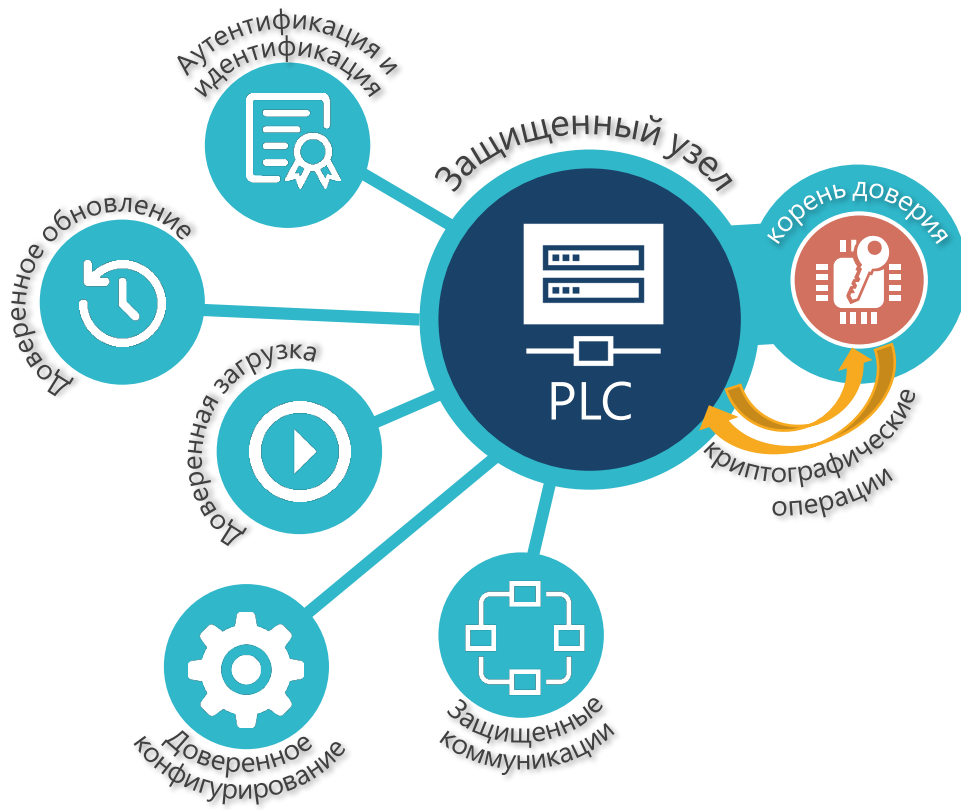 Аутентификация и
идентификация
Защищенный узел
корень доверия
Доверенное обновление
Доверенная загрузка
PLC
криптографические
операции
Защищенные
коммуникации
Доверенное
конфигурирование